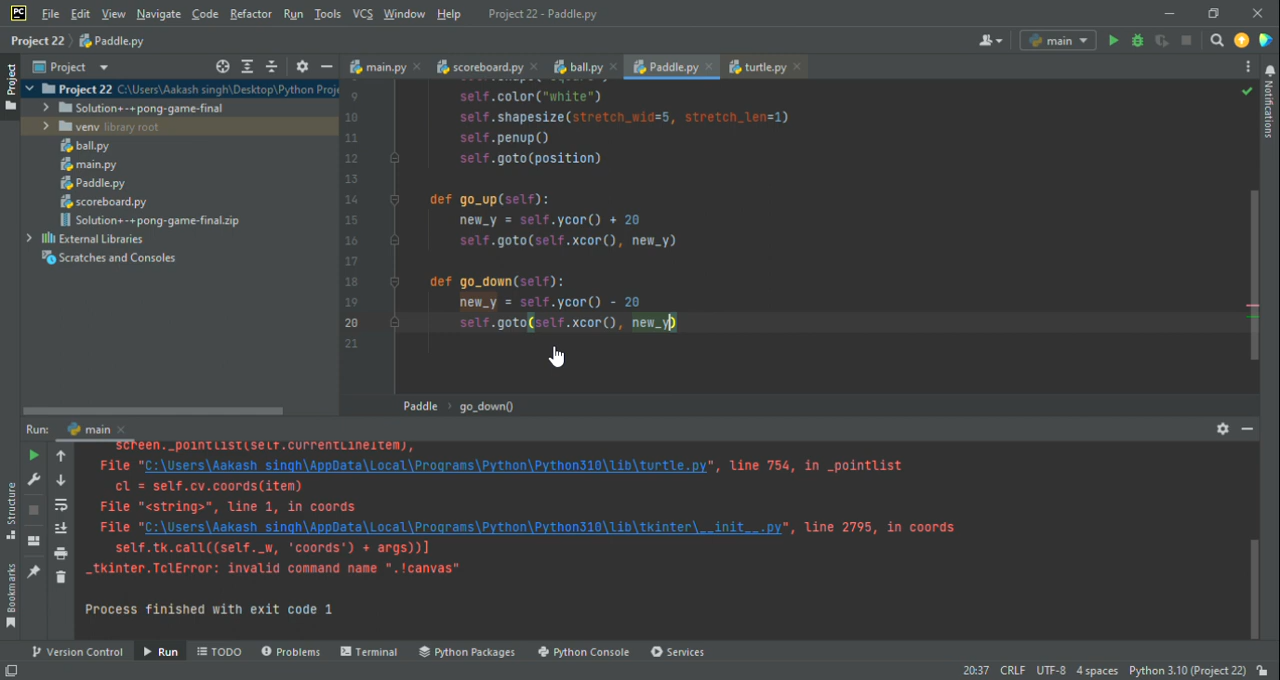 PC File Edit View Navigate Code Refactor Run Tools VCS Window Help Project 22 - Paddle.py
Project 22 Paddle.py main
Project Project main.py scoreboard.py ball.py Paddle.py turtle.py Notifications
Project 22 C:\Users\Aakash singh\Desktop\Python Proje
Solution+-+pong-game-final
venv library root
ball.py
main.py
Paddle.py
scoreboard.py
Solution+-+pong-game-final.zip
External Libraries
Scratches and Consoles
9 self.color("white")
10 self.shapesize(stretch_wid=5, stretch_len=1)
11 self.penup()
12 self.goto(position)
13
14 def go_up(self):
15 new_y = self.ycor() + 20
16 self.goto(self.xcor(), new_y)
17
18 def go_down(self):
19 new_y = self.ycor() - 20
20 self.goto(self.xcor(), new_y)
21
Paddle go_down()
Run: main
screen._pointlist(self.currentLineItem),
File "C:\Users\Aakash singh\AppData\Local\Programs\Python\Python310\lib\turtle.py", line 754, in _pointlist
cl = self.cv.coords(item)
File "<string>", line 1, in coords
File "C:\Users\Aakash singh\AppData\Local\Programs\Python\Python310\lib\tkinter\__init__.py", line 2795, in coords
self.tk.call((self._w, 'coords') + args))]
_tkinter.TclError: invalid command name ".!canvas"
Process finished with exit code 1
Structure
Bookmarks
Version Control Run TODO Problems Terminal Python Packages Python Console Services
20:37 CRLF UTF-8 4 spaces Python 3.10 (Project 22)